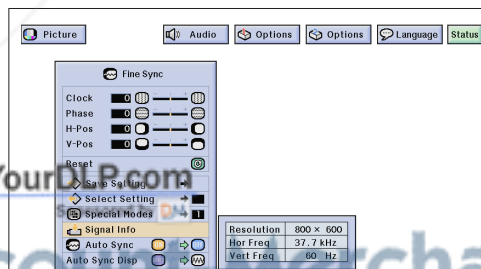 Picture Audio Options Options Language Status
Fine Sync
Clock 0
Phase 0
H-Pos 0
V-Pos 0
Reset
Save Setting
Select Setting
Special Modes 1
Signal Info
Auto Sync
Auto Sync Disp
Resolution 800 × 600
Hor Freq 37.7 kHz
Vert Freq 60 Hz
YourDLP.com